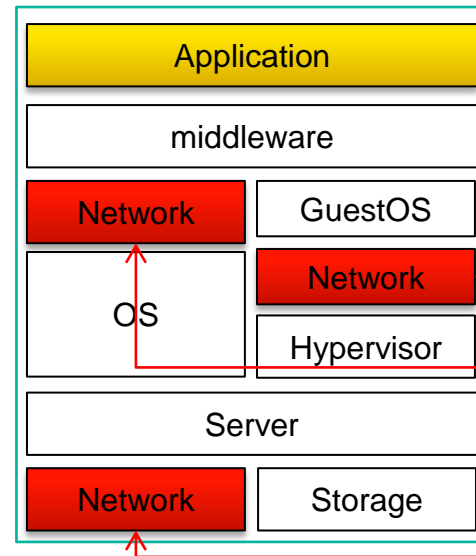 Application
middleware
Network
GuestOS
Network
OS
Hypervisor
Server
Network
Storage